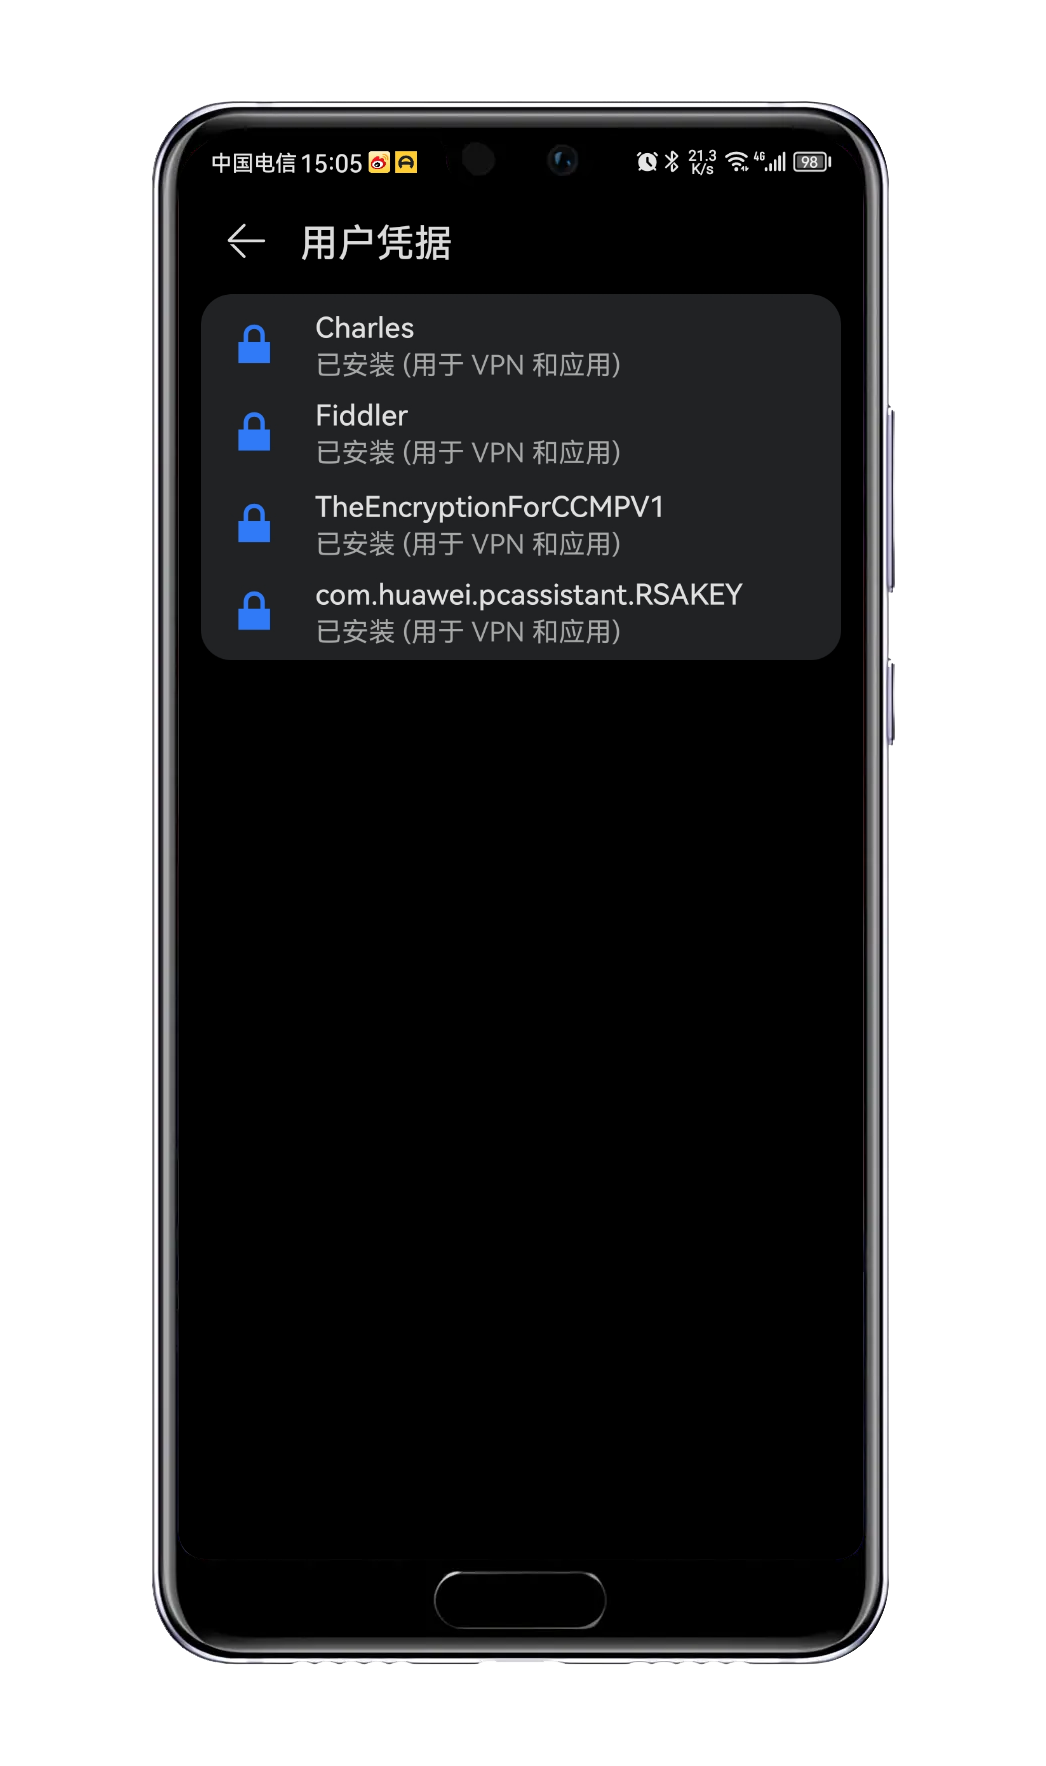 中国电信 15:05 21.3 K/s 4G 98
用户凭据
Charles
已安装 (用于 VPN 和应用)
Fiddler
已安装 (用于 VPN 和应用)
TheEncryptionForCCMPV1
已安装 (用于 VPN 和应用)
com.huawei.pcassistant.RSAKEY
已安装 (用于 VPN 和应用)